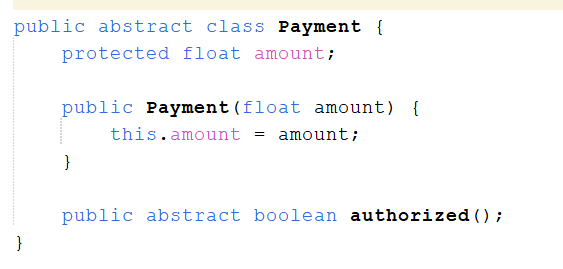 public abstract class Payment {
    protected float amount;

    public Payment(float amount) {
        this.amount = amount;
    }

    public abstract boolean authorized();
}